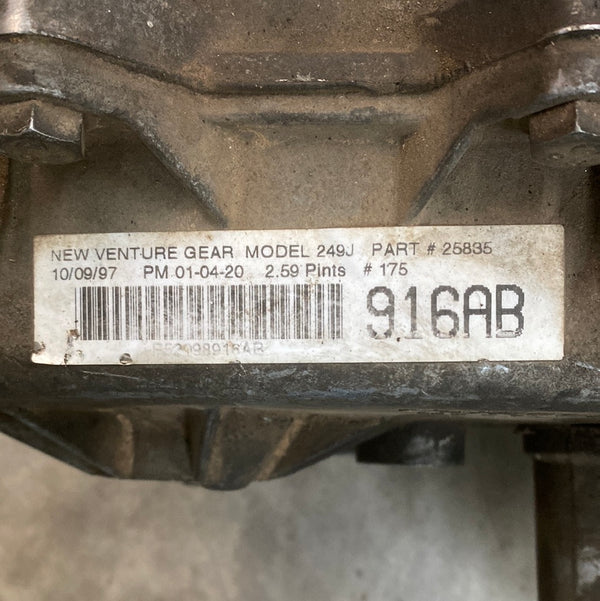 NEW VENTURE GEAR MODEL 249J PART # 25835
10/09/97 PM 01-04-20 2.59 Pints # 175
916AB